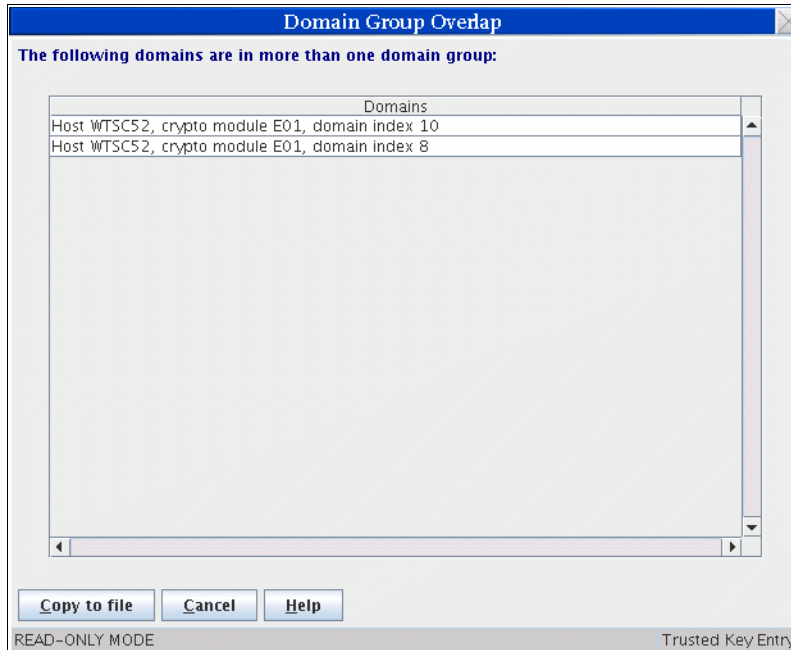 Domain Group Overlap
The following domains are in more than one domain group:
Domains
Host WTSC52, crypto module E01, domain index 10
Host WTSC52, crypto module E01, domain index 8
Copy to file Cancel Help
READ-ONLY MODE Trusted Key Entry